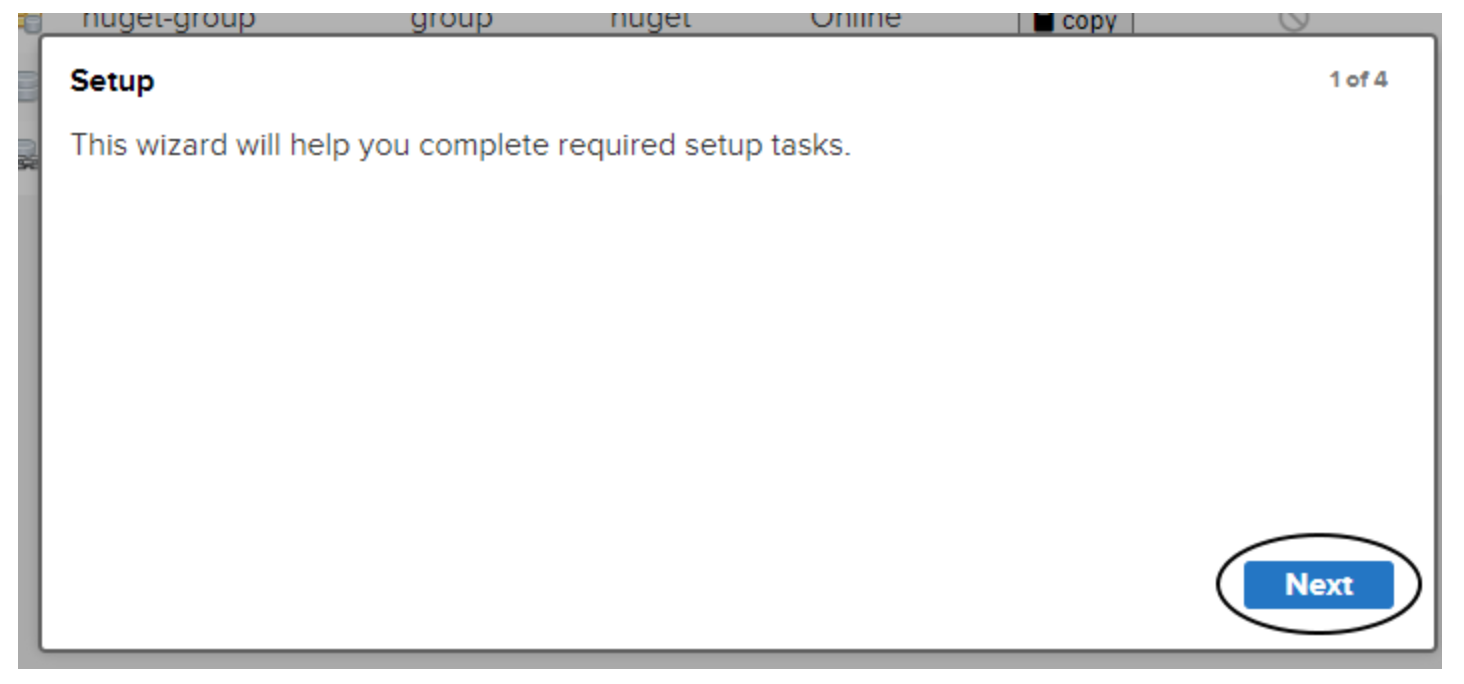 nuget-group group nuget Online copy
Setup 1 of 4
This wizard will help you complete required setup tasks.
Next